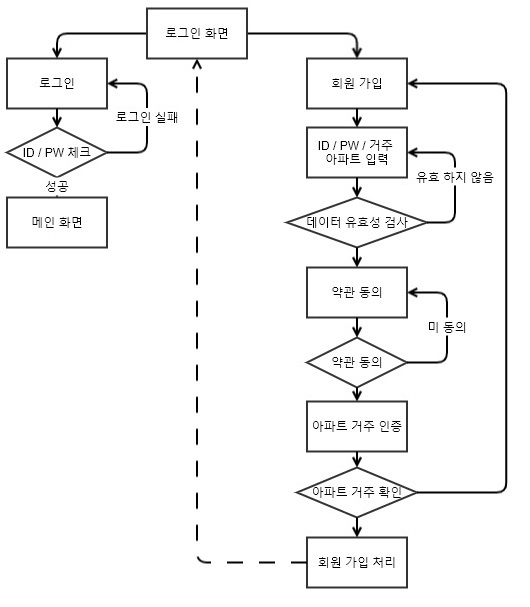 로그인 화면
로그인
로그인 실패
ID / PW 체크
성공
메인 화면
회원 가입
ID / PW / 거주
아파트 입력
유효 하지 않음
데이터 유효성 검사
약관 동의
미 동의
약관 동의
아파트 거주 인증
아파트 거주 확인
회원 가입 처리